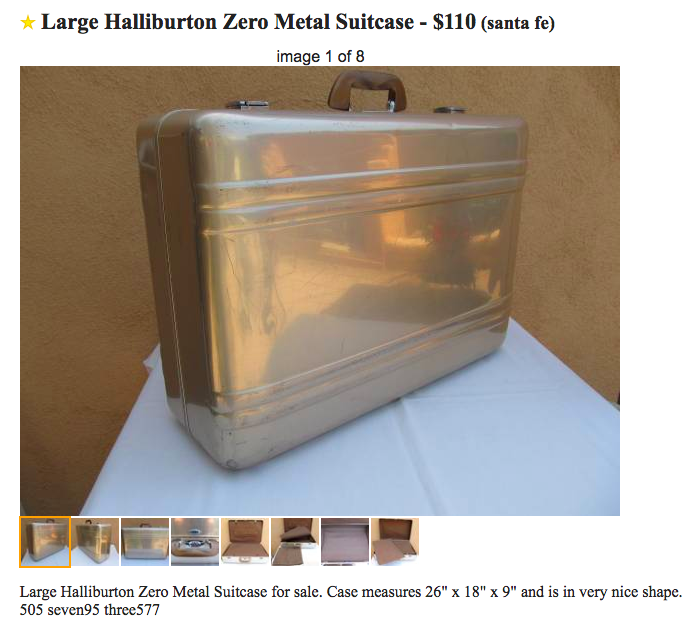 ★ Large Halliburton Zero Metal Suitcase - $110 (santa fe)
image 1 of 8
Large Halliburton Zero Metal Suitcase for sale. Case measures 26" x 18" x 9" and is in very nice shape.
505 seven95 three577